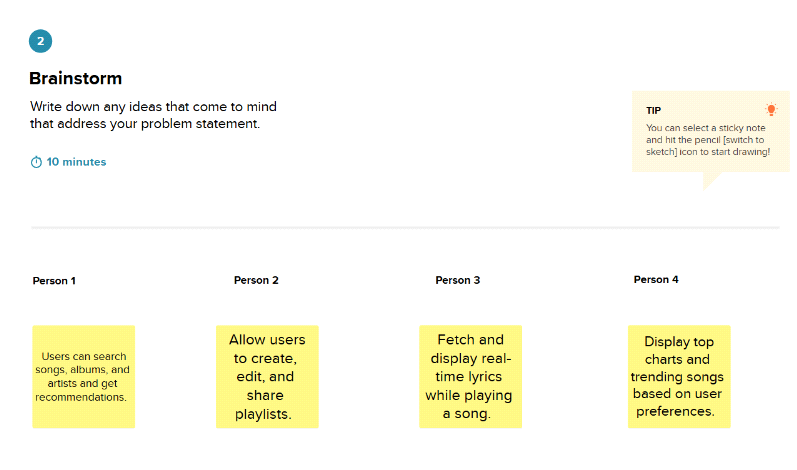 2
Brainstorm
Write down any ideas that come to mind
that address your problem statement.
10 minutes
TIP
You can select a sticky note
and hit the pencil [switch to
sketch] icon to start drawing!
Person 1
Person 2
Person 3
Person 4
Users can search
songs, albums, and
artists and get
recommendations.
Allow users
to create,
edit, and
share
playlists.
Fetch and
display real-
time lyrics
while playing
a song.
Display top
charts and
trending songs
based on user
preferences.